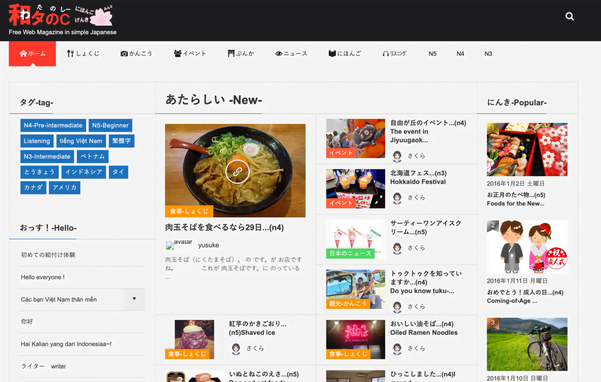 わ た の しー にほんご げんき
和タのC
Free Web Magazine in simple Japanese
ホーム しょくじ かんこう イベント ぶんか ニュース にほんご リスニング N5 N4 N3
タグ-tag-
N4-Pre-intermediate N5-Beginner
Listening tiếng Việt Nam 繁體字
N3-Intermediate ベトナム
とうきょう インドネシア タイ
カナダ アメリカ
おっす！-Hello-
初めての絵付け体験
Hello everyone !
Các bạn Việt Nam thân mến
你好
Hai Kalian yang dari Indonesiaa~!
ライター writer
あたらしい -New-
食事-しょくじ
肉玉そばを食べるなら29日...(n4)
avatar yusuke
肉玉そば（にくたまそば）。 の です。が お店です
ね。 これが 肉玉そばです。に のっている
...
イベント
自由が丘のイベント...(n4)
The event in
Jiyuugaok...
さくら
イベント
北海道フェス...(n3)
Hokkaido Festival
さくら
日本のニュース
サーティーワンアイスク
リーム...(n5)
さくら
観光-かんこう
トゥクトゥクを知ってい
ますか...(n4)
Do you know tuku-...
さくら
食事-しょくじ
紅芋のかきごおり...
(n5)Shaved ice
さくら
食事-しょくじ
おいしい油そば...(n4)
Oiled Ramen Noodles
さくら
いぬとねこのえさ...(n5)
ひっこしました...(n4)I
にんき-Popular-
2016年1月2日 土曜日
お正月のたべ物...(n5)
Foods for the New...
2
2016年1月11日 月曜日
おめでとう！成人の日...(n4)
Coming-of-Age ...
3
2016年1月10日 日曜日